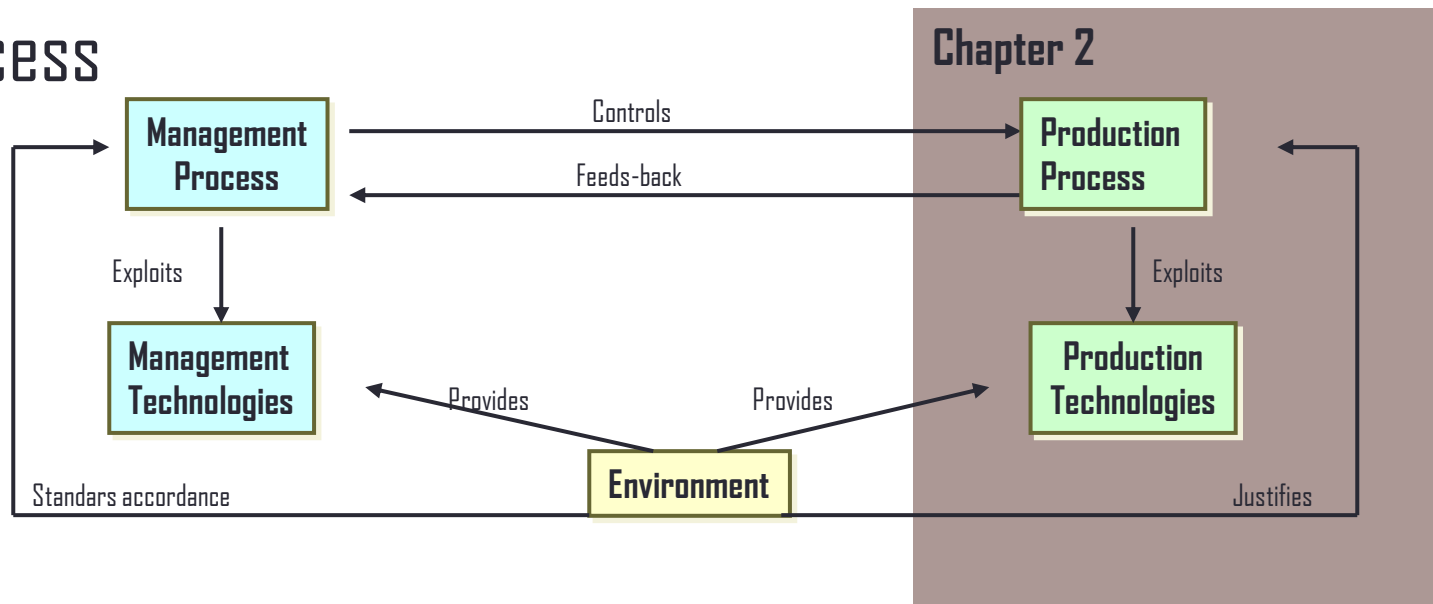 cess
Chapter 2
Controls
Management
Process
Production
Process
Feeds-back
Exploits
Exploits
Management
Technologies
Production
Technologies
Provides
Provides
Environment
Standars accordance
Justifies